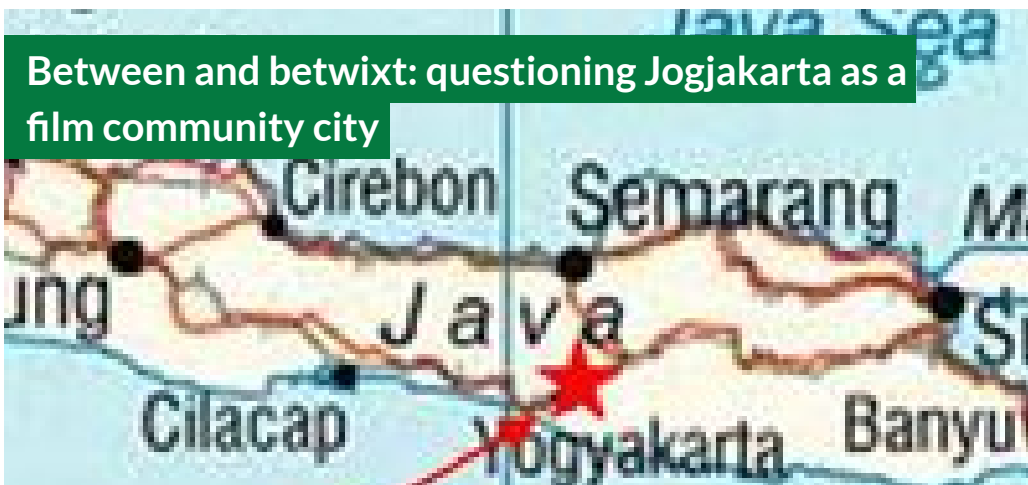 Java Sea
Between and betwixt: questioning Jogjakarta as a
film community city
Cirebon
Semarang
M
ung
Java
S
Cilacap
Yogyakarta
Banyu